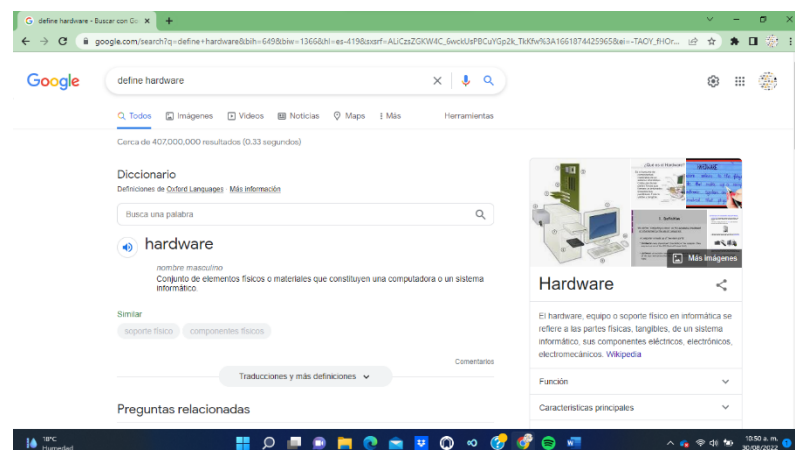 define hardware - Buscar con Go
google.com/search?q=define+hardware&bih=649&biw=1366&hl=es-419&sxsrf=
Google
define hardware
Todos Imágenes Videos Noticias Maps Más Herramientas
Cerca de 407,000,000 resultados (0.33 segundos)
Diccionario
Definiciones de Oxford Languages · Más información
Busca una palabra
hardware
nombre masculino
Conjunto de elementos físicos o materiales que constituyen una computadora o un sistema
informático.
Similar
soporte físico componentes físicos
Comentarios
Traducciones y más definiciones
Preguntas relacionadas
Más imágenes
Hardware
El hardware, equipo o soporte físico en informática se
refiere a las partes físicas, tangibles, de un sistema
informático, sus componentes eléctricos, electrónicos,
electromecánicos. Wikipedia
Función
Características principales
18°C
Humedad
10:50 a. m.
30/08/2022